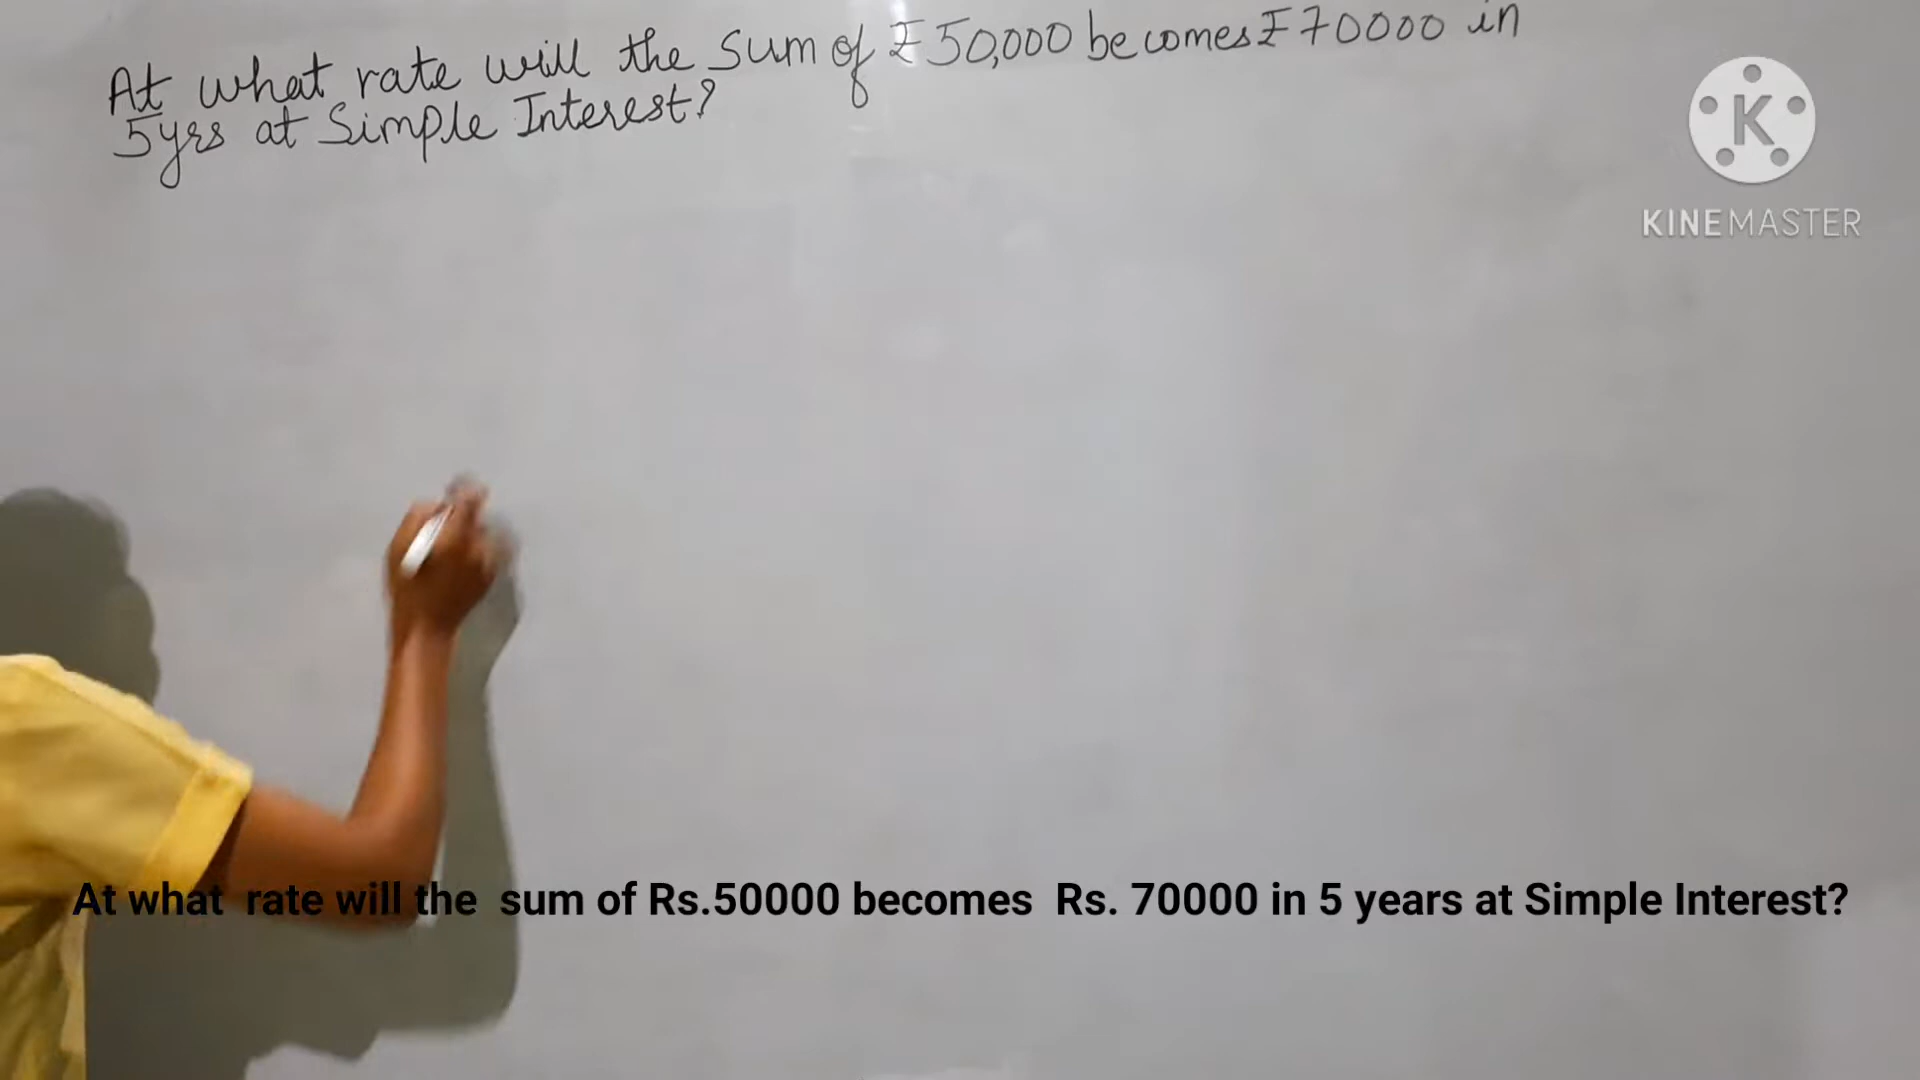 At what rate will the sum of ₹50,000 becomes ₹70000 in
5yrs at Simple Interest?
K
KINEMASTER
At what rate will the sum of Rs.50000 becomes Rs. 70000 in 5 years at Simple Interest?